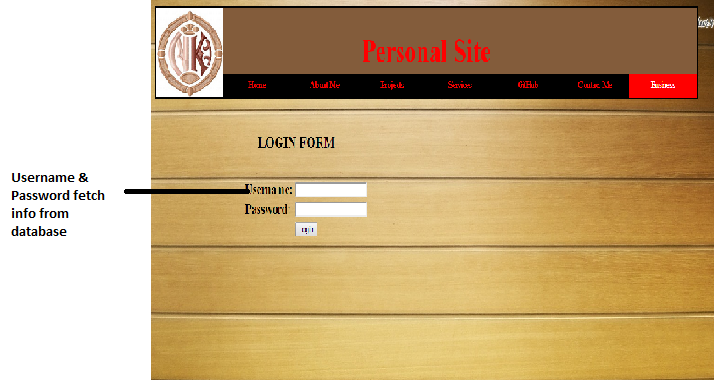 Personal Site
Home About Me Projects Services GitHub Contact Me Business
LOGIN FORM
Username &
Password fetch
info from
database
Username:
Password: